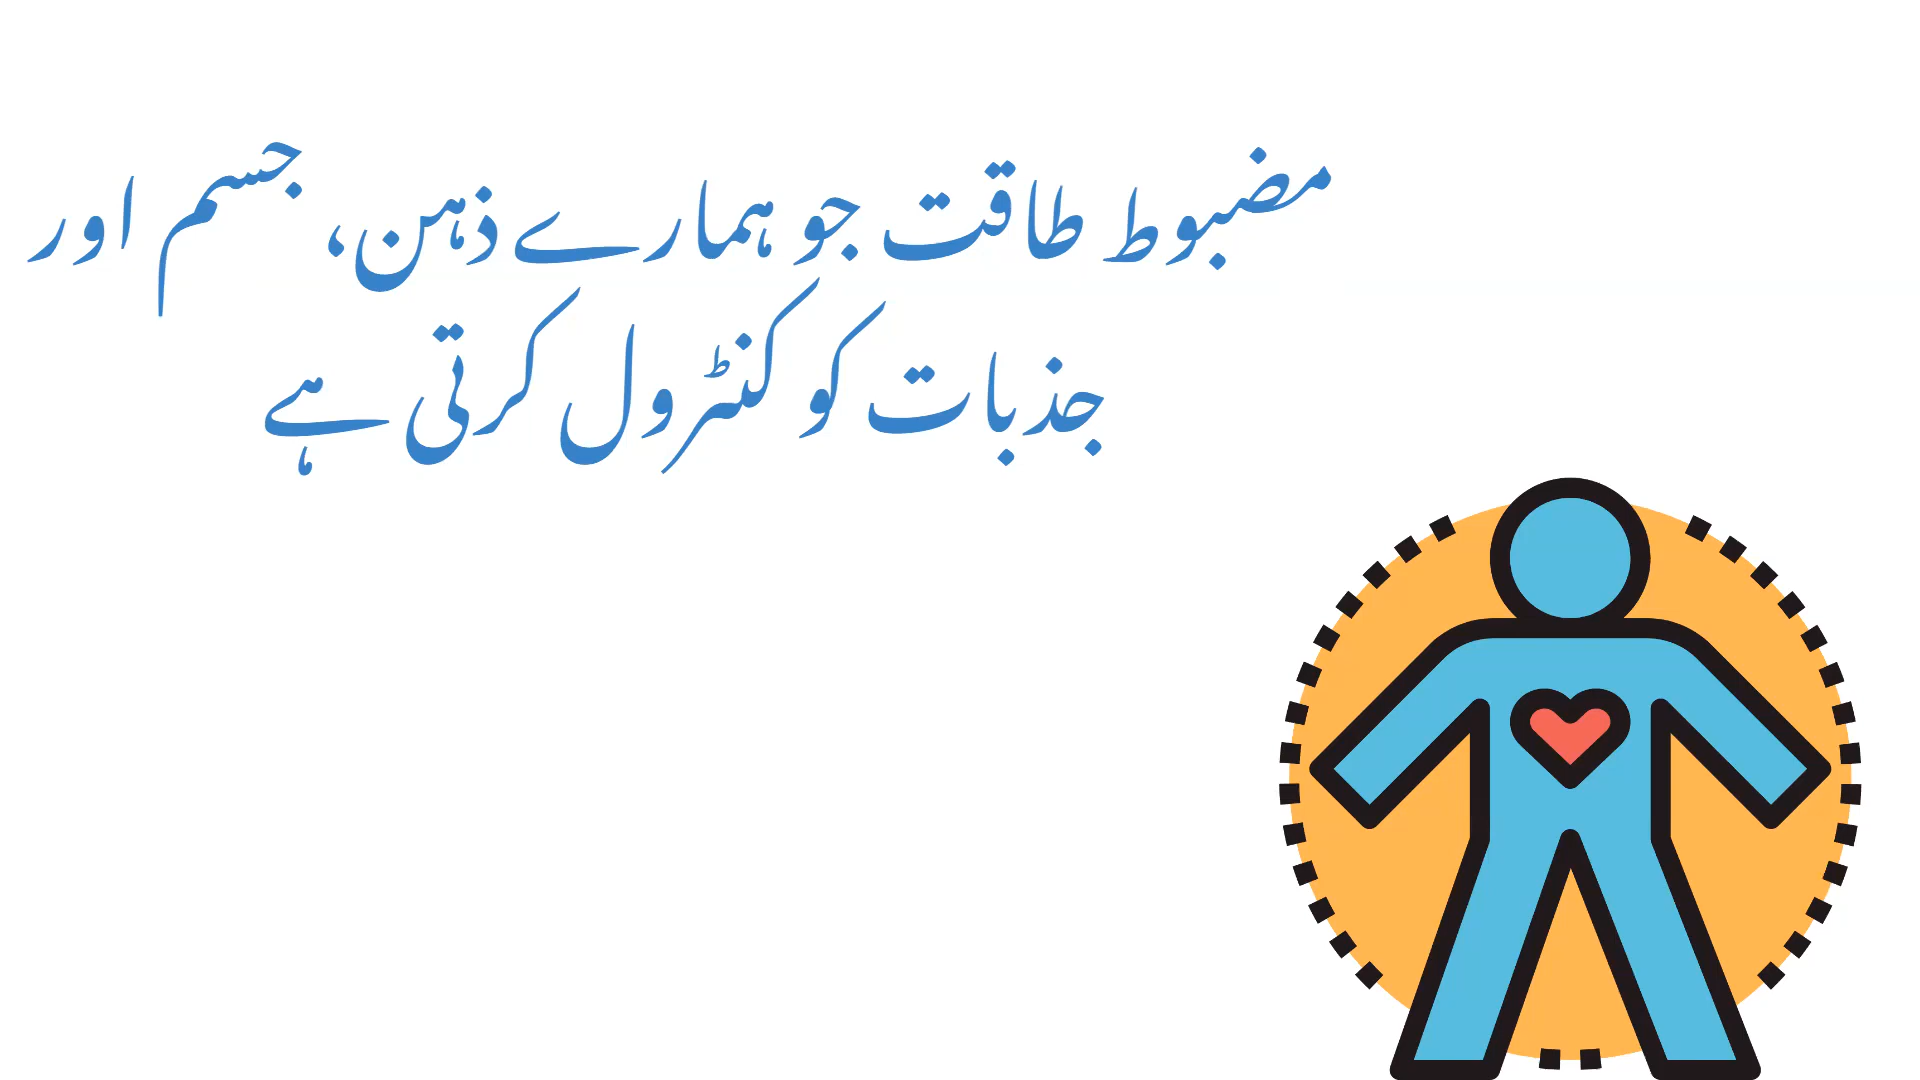 مضبوط طاقت جو ہمارے ذہن، جسم اور
جذبات کو کنٹرول کرتی ہے